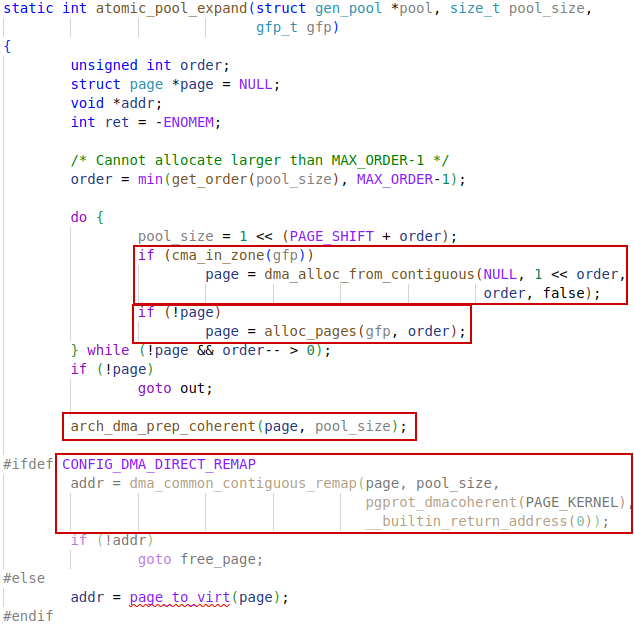 static int atomic_pool_expand(struct gen_pool *pool, size_t pool_size,
gfp_t gfp)
{
unsigned int order;
struct page *page = NULL;
void *addr;
int ret = -ENOMEM;
/* Cannot allocate larger than MAX_ORDER-1 */
order = min(get_order(pool_size), MAX_ORDER-1);
do {
pool_size = 1 << (PAGE_SHIFT + order);
if (cma_in_zone(gfp))
page = dma_alloc_from_contiguous(NULL, 1 << order,
order, false);
if (!page)
page = alloc_pages(gfp, order);
} while (!page && order-- > 0);
if (!page)
goto out;
arch_dma_prep_coherent(page, pool_size);
#ifdef CONFIG_DMA_DIRECT_REMAP
addr = dma_common_contiguous_remap(page, pool_size,
pgprot_dmacoherent(PAGE_KERNEL),
__builtin_return_address(0));
if (!addr)
goto free_page;
#else
addr = page_to_virt(page);
#endif